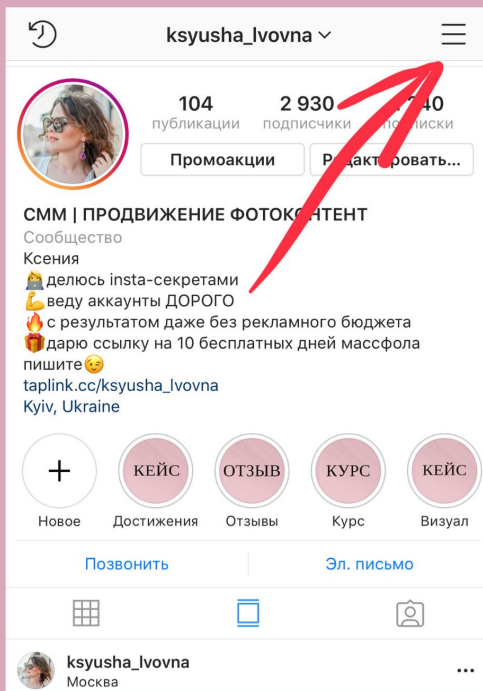 ksyusha_lvovna
104 2 930 240
публикации подписчики
Промоакции Редактировать...
СММ | ПРОДВИЖЕНИЕ ФОТОКОНТЕНТ
Сообщество
Ксения
делюсь insta-секретами
веду аккаунты ДОРОГО
с результатом даже без рекламного бюджета
дарю ссылку на 10 бесплатных дней массфола
пишите
taplink.cc/ksyusha_lvovna
Kyiv, Ukraine
КЕЙС ОТЗЫВ КУРС КЕЙС
Новое Достижения Отзывы Курс Визуал
Позвонить Эл. письмо
ksyusha_lvovna
Москва